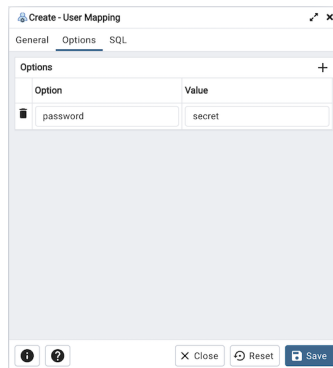 Create - User Mapping
General Options SQL
Options
Option Value
password secret
Close Reset Save